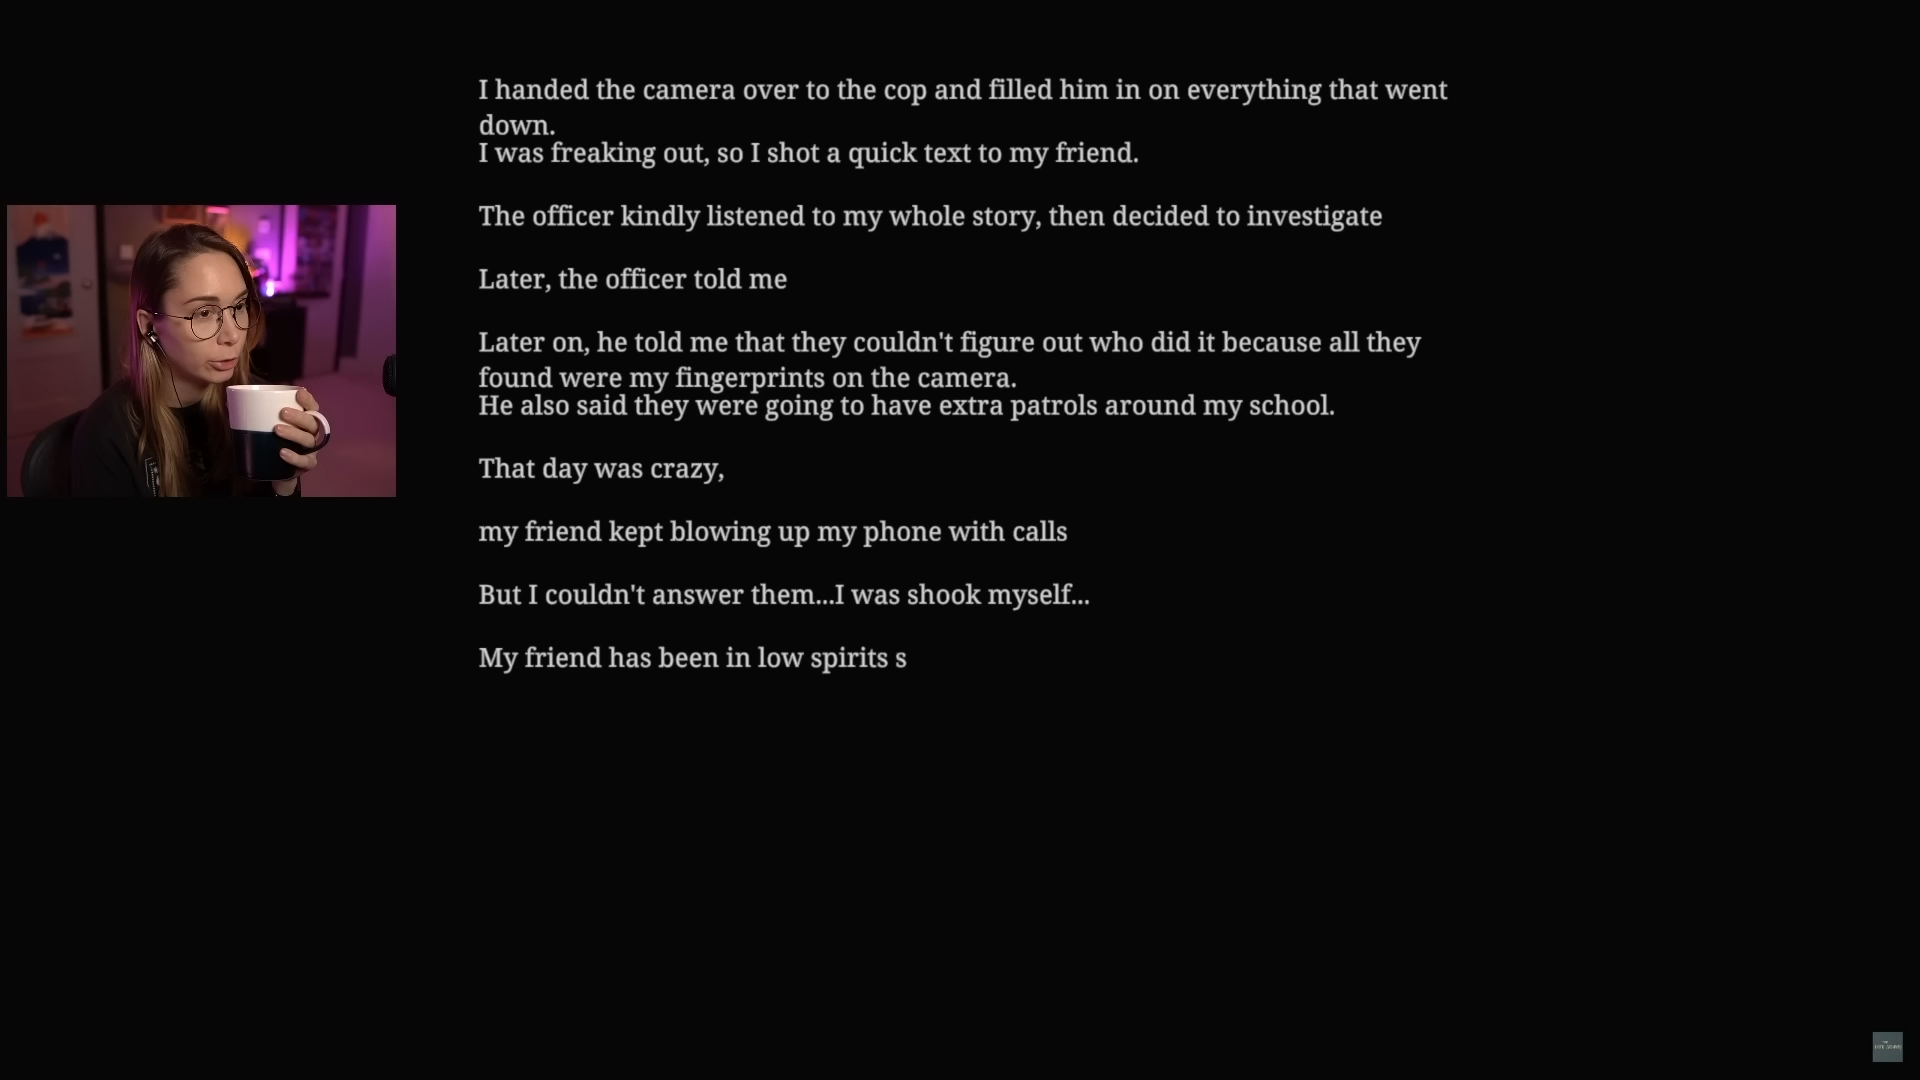 I handed the camera over to the cop and filled him in on everything that went
down.
I was freaking out, so I shot a quick text to my friend.
The officer kindly listened to my whole story, then decided to investigate
Later, the officer told me
Later on, he told me that they couldn't figure out who did it because all they
found were my fingerprints on the camera.
He also said they were going to have extra patrols around my school.
That day was crazy,
my friend kept blowing up my phone with calls
But I couldn't answer them...I was shook myself...
My friend has been in low spirits s